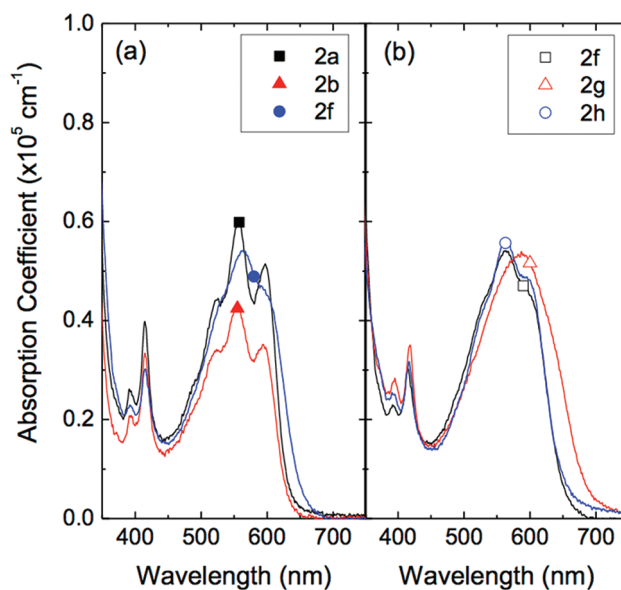 Absorption Coefficient (x10⁵ cm⁻¹)
1.0
0.8
0.6
0.4
0.2
0.0
(a)
2a
2b
2f
400 500 600 700
Wavelength (nm)
(b)
2f
2g
2h
400 500 600 700
Wavelength (nm)